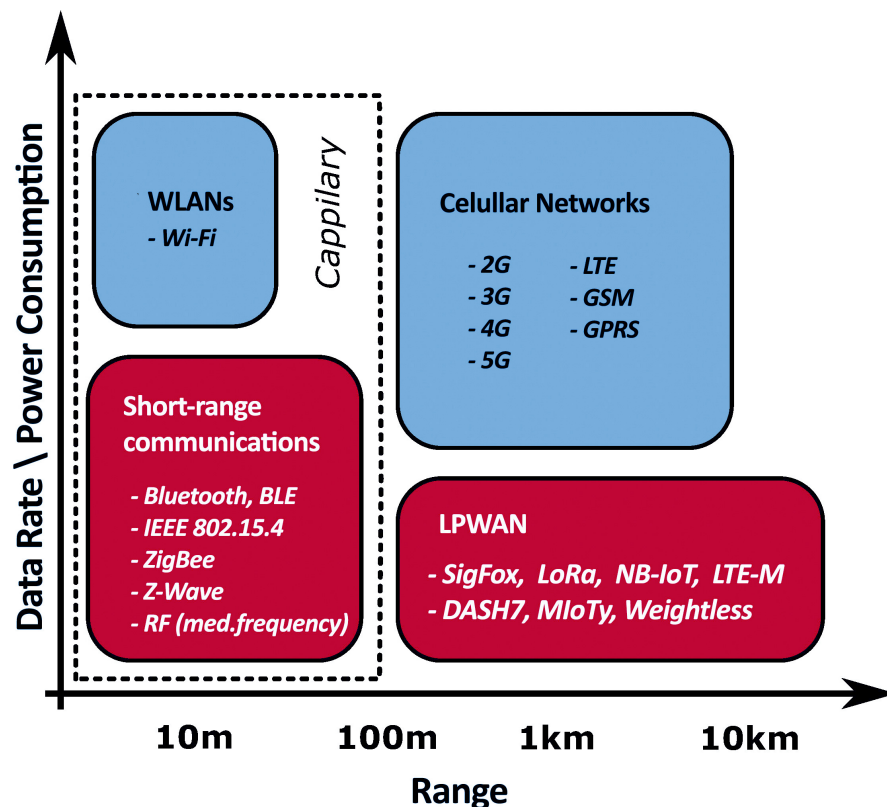 Data Rate \ Power Consumption
Cappilary
WLANs
- Wi-Fi
Celullar Networks
- 2G
- 3G
- 4G
- 5G
- LTE
- GSM
- GPRS
Short-range
communications
- Bluetooth, BLE
- IEEE 802.15.4
- ZigBee
- Z-Wave
- RF (med.frequency)
LPWAN
- SigFox, LoRa, NB-IoT, LTE-M
- DASH7, MIoTy, Weightless
10m 100m 1km 10km
Range